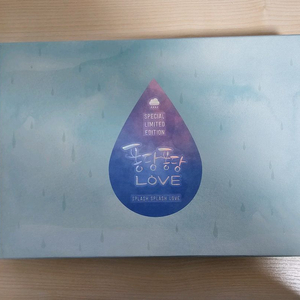 SPECIAL
LIMITED
EDITION
퐁당퐁당
LOVE
SPLASH SPLASH LOVE